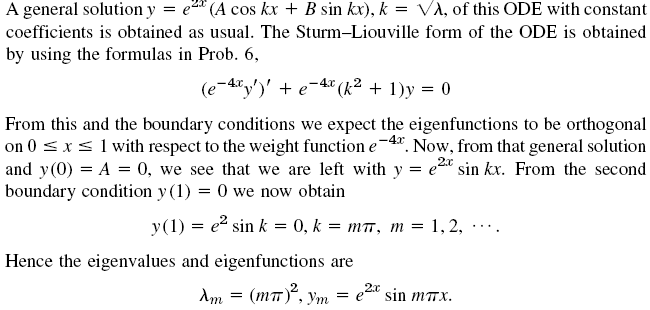 A general solution y = e^{2x} (A cos kx + B sin kx), k = √λ, of this ODE with constant
coefficients is obtained as usual. The Sturm–Liouville form of the ODE is obtained
by using the formulas in Prob. 6,
(e^{−4x}y′)′ + e^{−4x}(k² + 1)y = 0
From this and the boundary conditions we expect the eigenfunctions to be orthogonal
on 0 ≤ x ≤ 1 with respect to the weight function e^{−4x}. Now, from that general solution
and y(0) = A = 0, we see that we are left with y = e^{2x} sin kx. From the second
boundary condition y(1) = 0 we now obtain
y(1) = e² sin k = 0, k = mπ, m = 1, 2, ⋯.
Hence the eigenvalues and eigenfunctions are
λ_m = (mπ)², y_m = e^{2x} sin mπx.